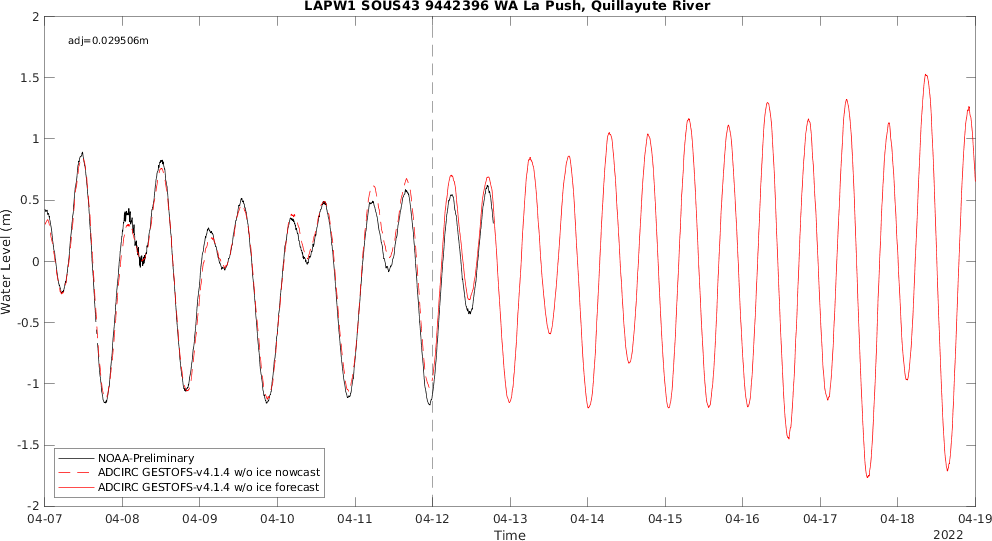 LAPW1 SOUS43 9442396 WA La Push, Quillayute River
adj=0.029506m
Water Level (m)
2
1.5
1
0.5
0
-0.5
-1
-1.5
-2
NOAA-Preliminary
ADCIRC GESTOFS-v4.1.4 w/o ice nowcast
ADCIRC GESTOFS-v4.1.4 w/o ice forecast
04-07 04-08 04-09 04-10 04-11 04-12 04-13 04-14 04-15 04-16 04-17 04-18 04-19
Time
2022